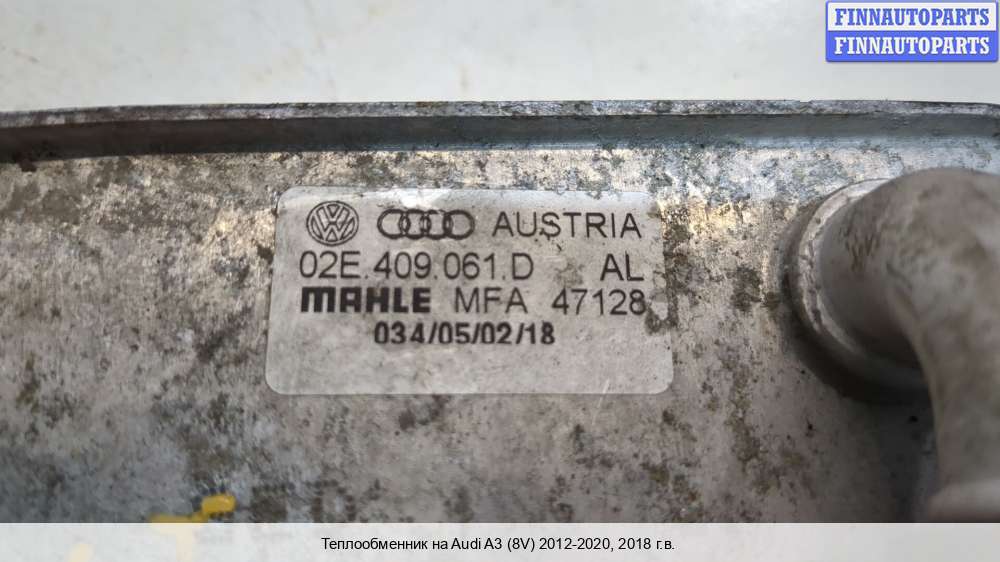 FINNAUTOPARTS
FINNAUTOPARTS
AUSTRIA
02E.409.061.D AL
MAHLE MFA 47128
034/05/02/18
Теплообменник на Audi A3 (8V) 2012-2020, 2018 г.в.